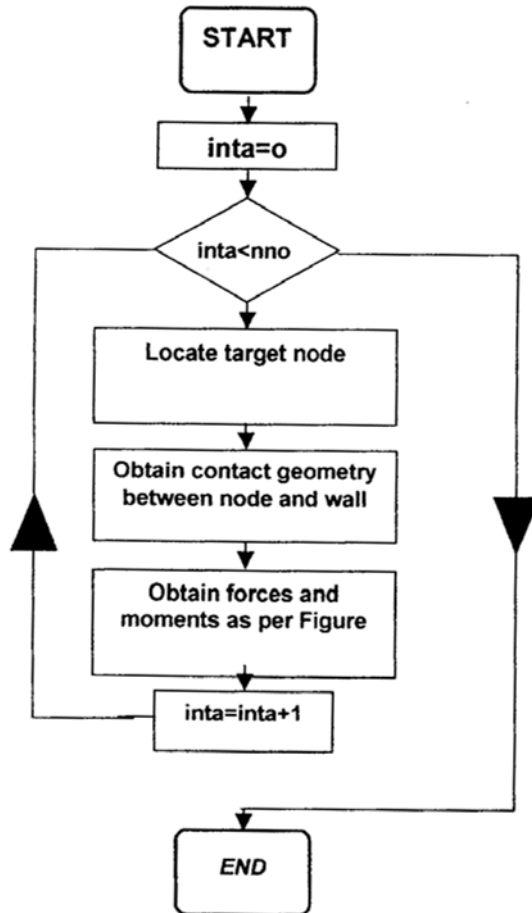 START
inta=o
inta<nno
Locate target node
Obtain contact geometry
between node and wall
Obtain forces and
moments as per Figure
inta=inta+1
END